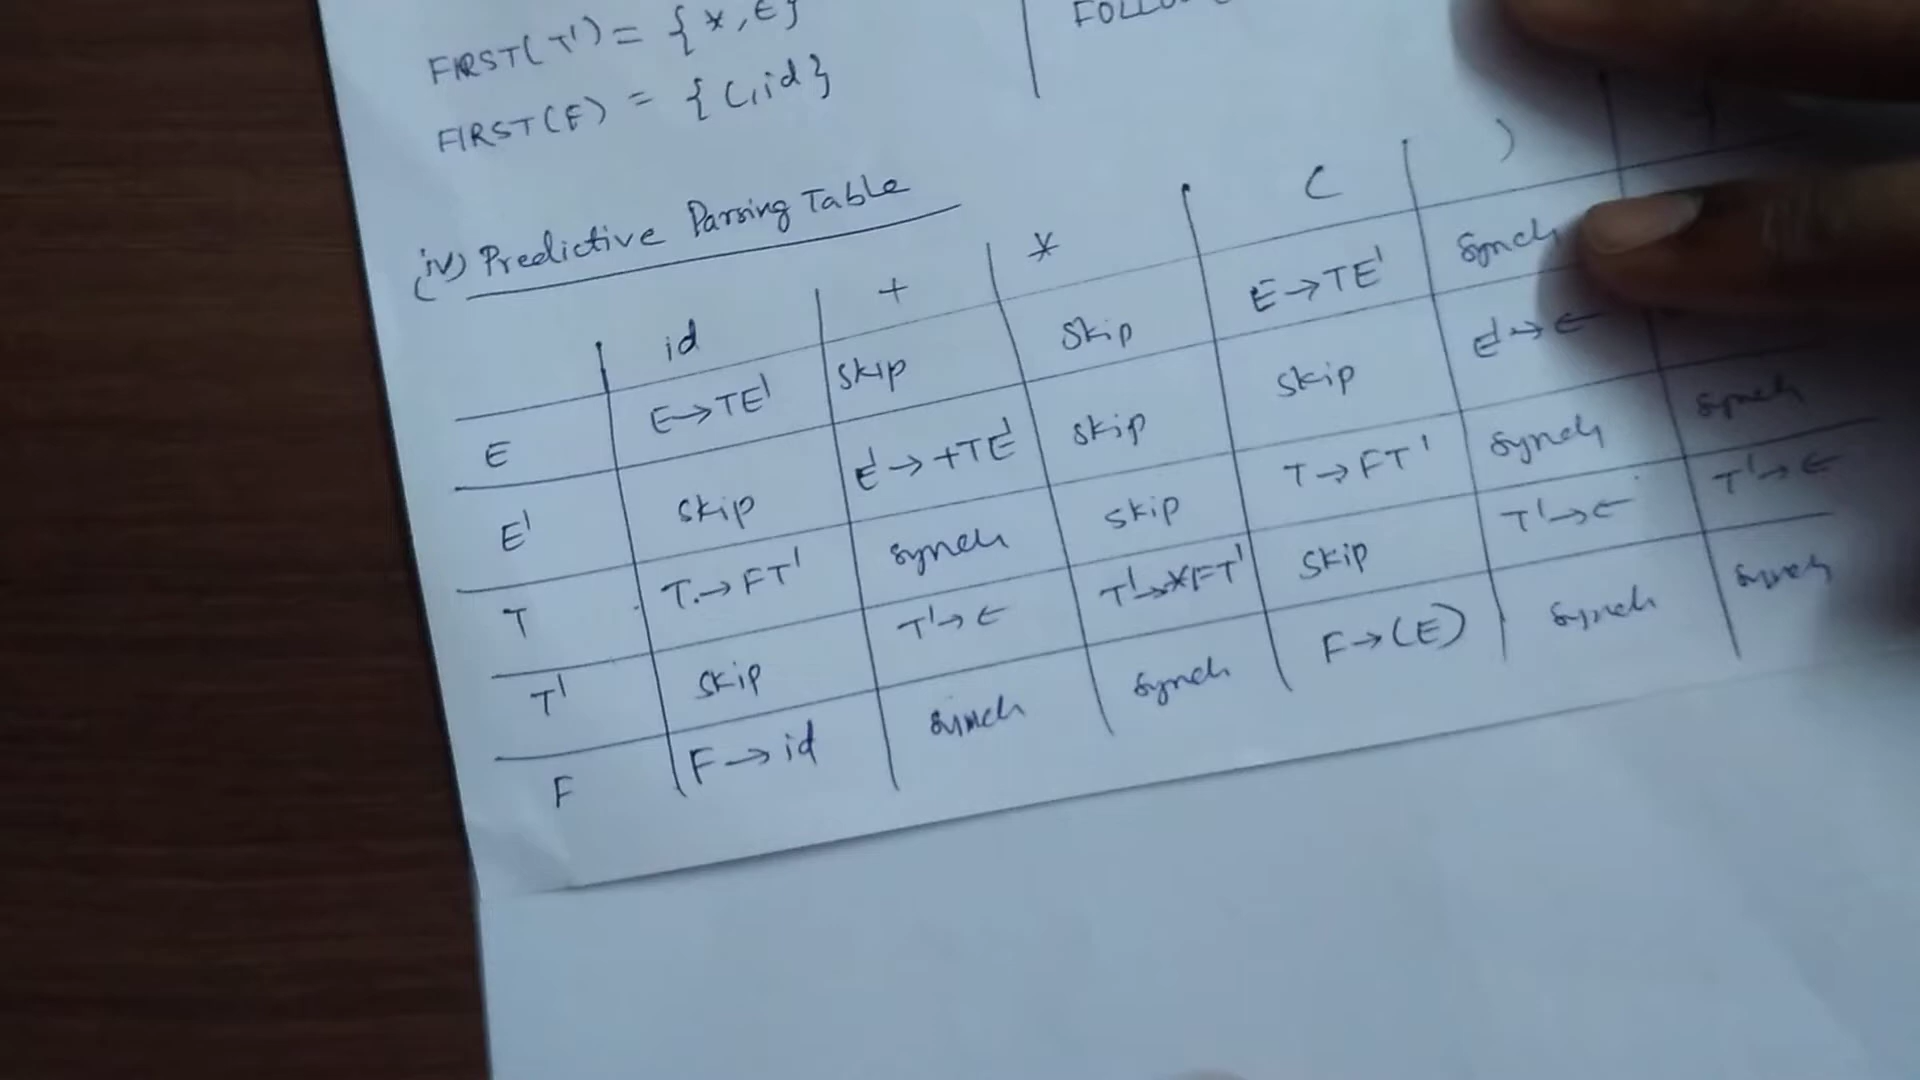 FIRST(T') = {*, ε}
FIRST(F) = {(, id}
(iv) Predictive Parsing Table
id + * ( )
E E→TE' skip skip E→TE' synch
E' skip E'→+TE' skip skip E'→ε
T T→FT' synch skip T→FT' synch synch
T' skip T'→ε T'→*FT' skip T'→ε T'→ε
F F→id synch synch F→(E) synch synch